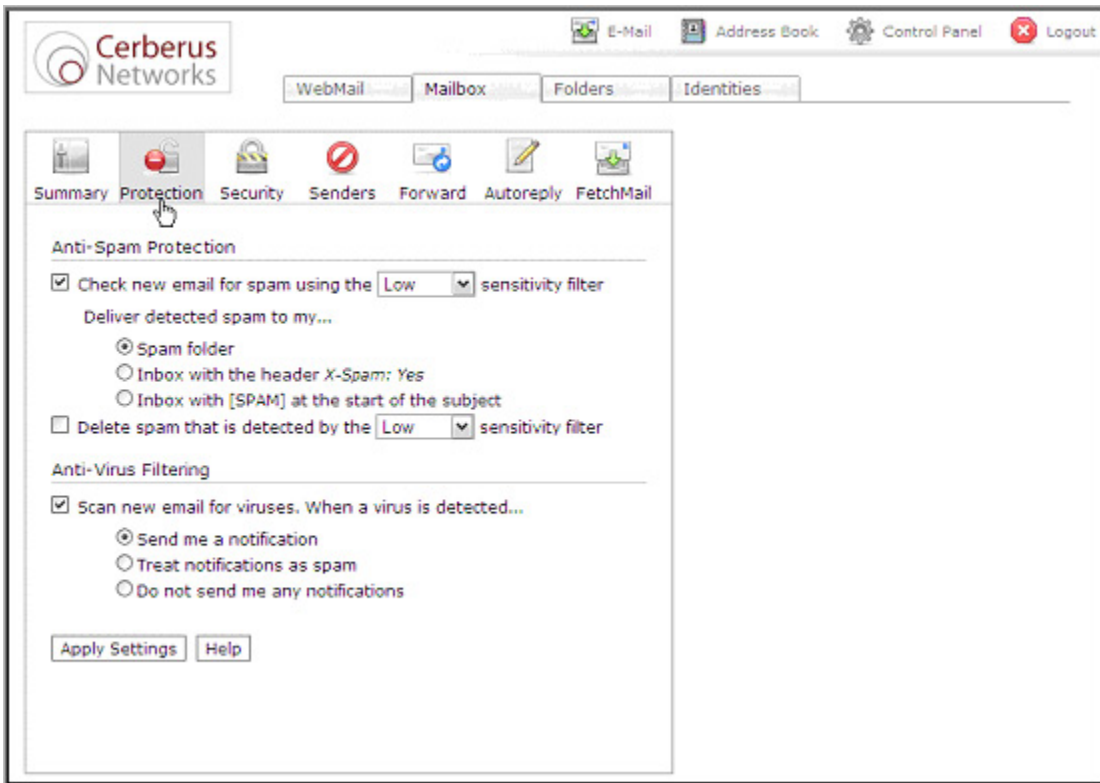 Cerberus
Networks
E-Mail Address Book Control Panel Logout
WebMail Mailbox Folders Identities
Summary Protection Security Senders Forward Autoreply FetchMail
Anti-Spam Protection
Check new email for spam using the Low sensitivity filter
Deliver detected spam to my...
Spam folder
Inbox with the header X-Spam: Yes
Inbox with [SPAM] at the start of the subject
Delete spam that is detected by the Low sensitivity filter
Anti-Virus Filtering
Scan new email for viruses. When a virus is detected...
Send me a notification
Treat notifications as spam
Do not send me any notifications
Apply Settings Help